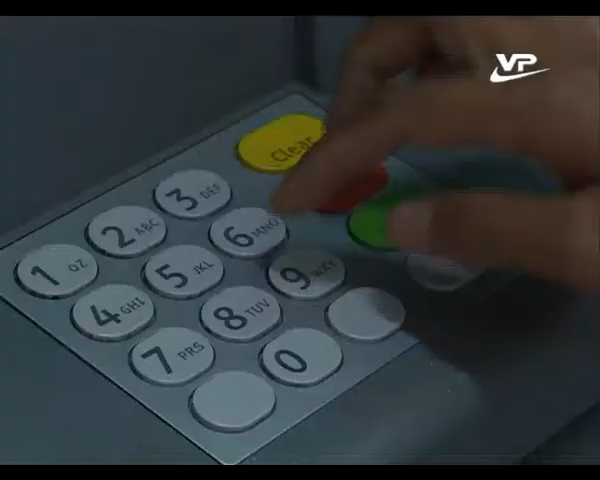 VP
Clear
1 QZ
2 ABC
3 DEF
4 GHI
5 JKL
6 MNO
7 PRS
8 TUV
9 WXY
0